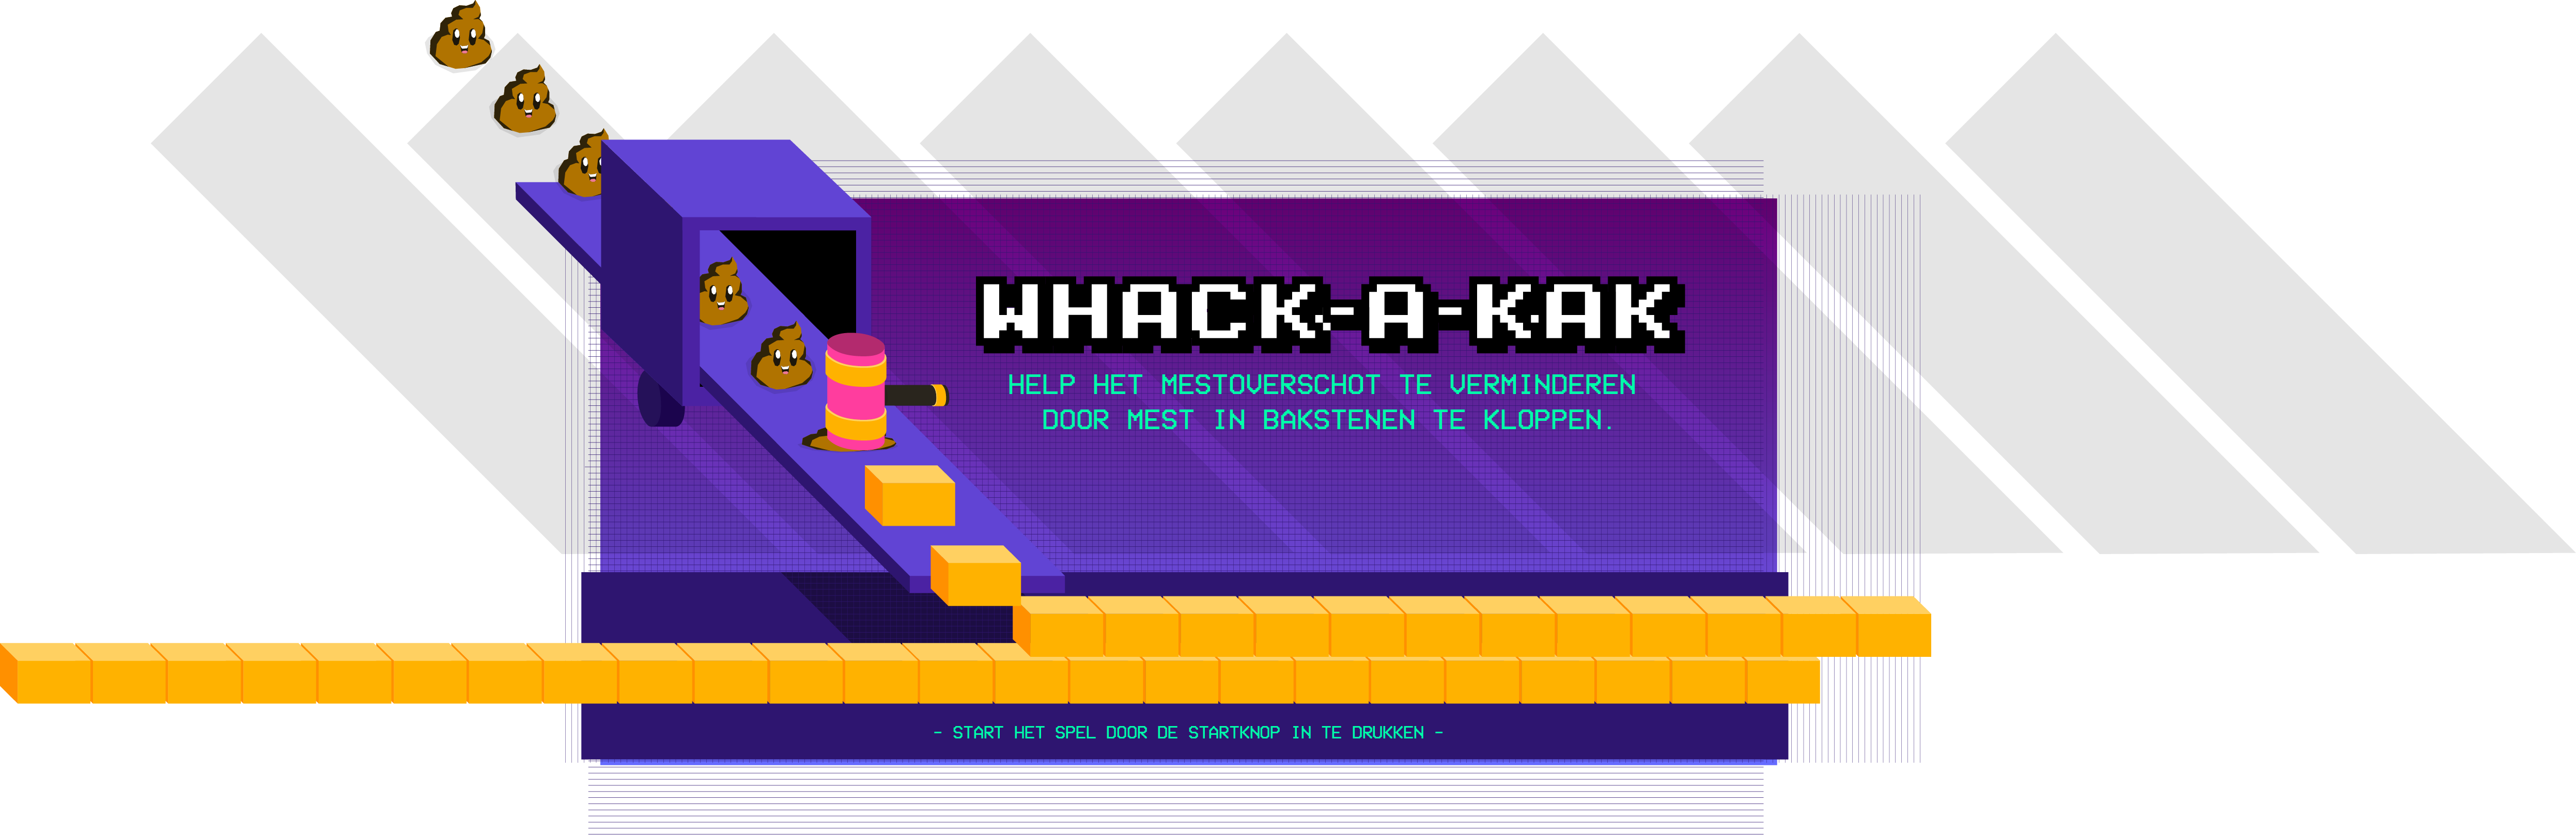 WHACK-A-KAK
HELP HET MESTOVERSCHOT TE VERMINDEREN
DOOR MEST IN BAKSTENEN TE KLOPPEN.
- START HET SPEL DOOR DE STARTKNOP IN TE DRUKKEN -